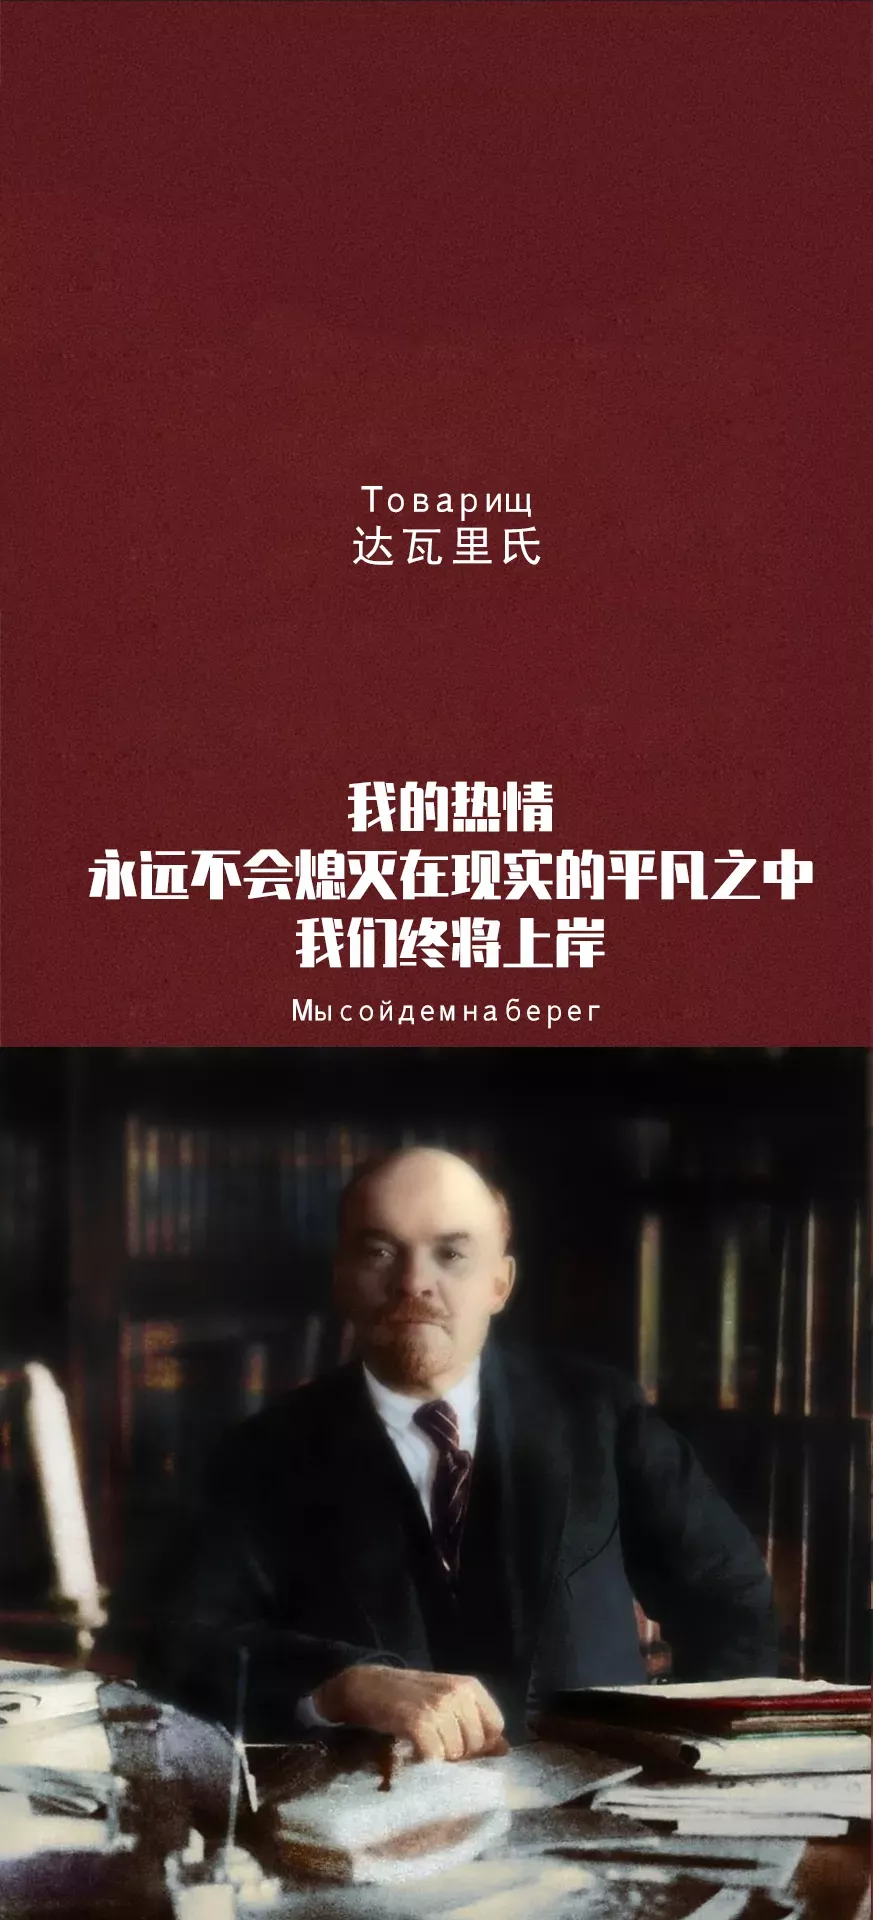 Товарищ
达瓦里氏
我的热情
永远不会熄灭在现实的平凡之中
我们终将上岸
Мысойдемнаберег